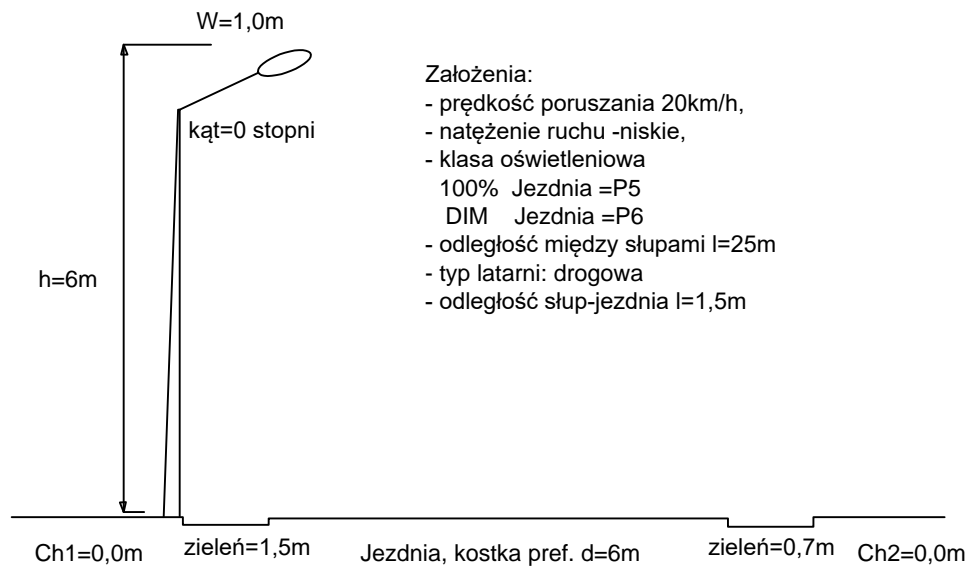 W=1,0m
kąt=0 stopni
h=6m
Założenia:
- prędkość poruszania 20km/h,
- natężenie ruchu -niskie,
- klasa oświetleniowa
100% Jezdnia =P5
DIM Jezdnia =P6
- odległość między słupami l=25m
- typ latarni: drogowa
- odległość słup-jezdnia l=1,5m
Ch1=0,0m
zieleń=1,5m
Jezdnia, kostka pref. d=6m
zieleń=0,7m
Ch2=0,0m